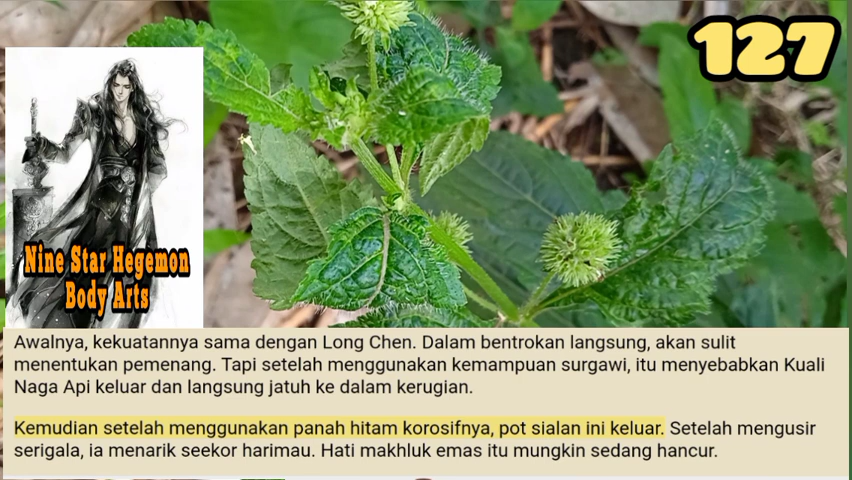 127
Nine Star Hegemon
Body Arts
Awalnya, kekuatannya sama dengan Long Chen. Dalam bentrokan langsung, akan sulit
menentukan pemenang. Tapi setelah menggunakan kemampuan surgawi, itu menyebabkan Kuali
Naga Api keluar dan langsung jatuh ke dalam kerugian.
Kemudian setelah menggunakan panah hitam korosifnya, pot sialan ini keluar. Setelah mengusir
serigala, ia menarik seekor harimau. Hati makhluk emas itu mungkin sedang hancur.